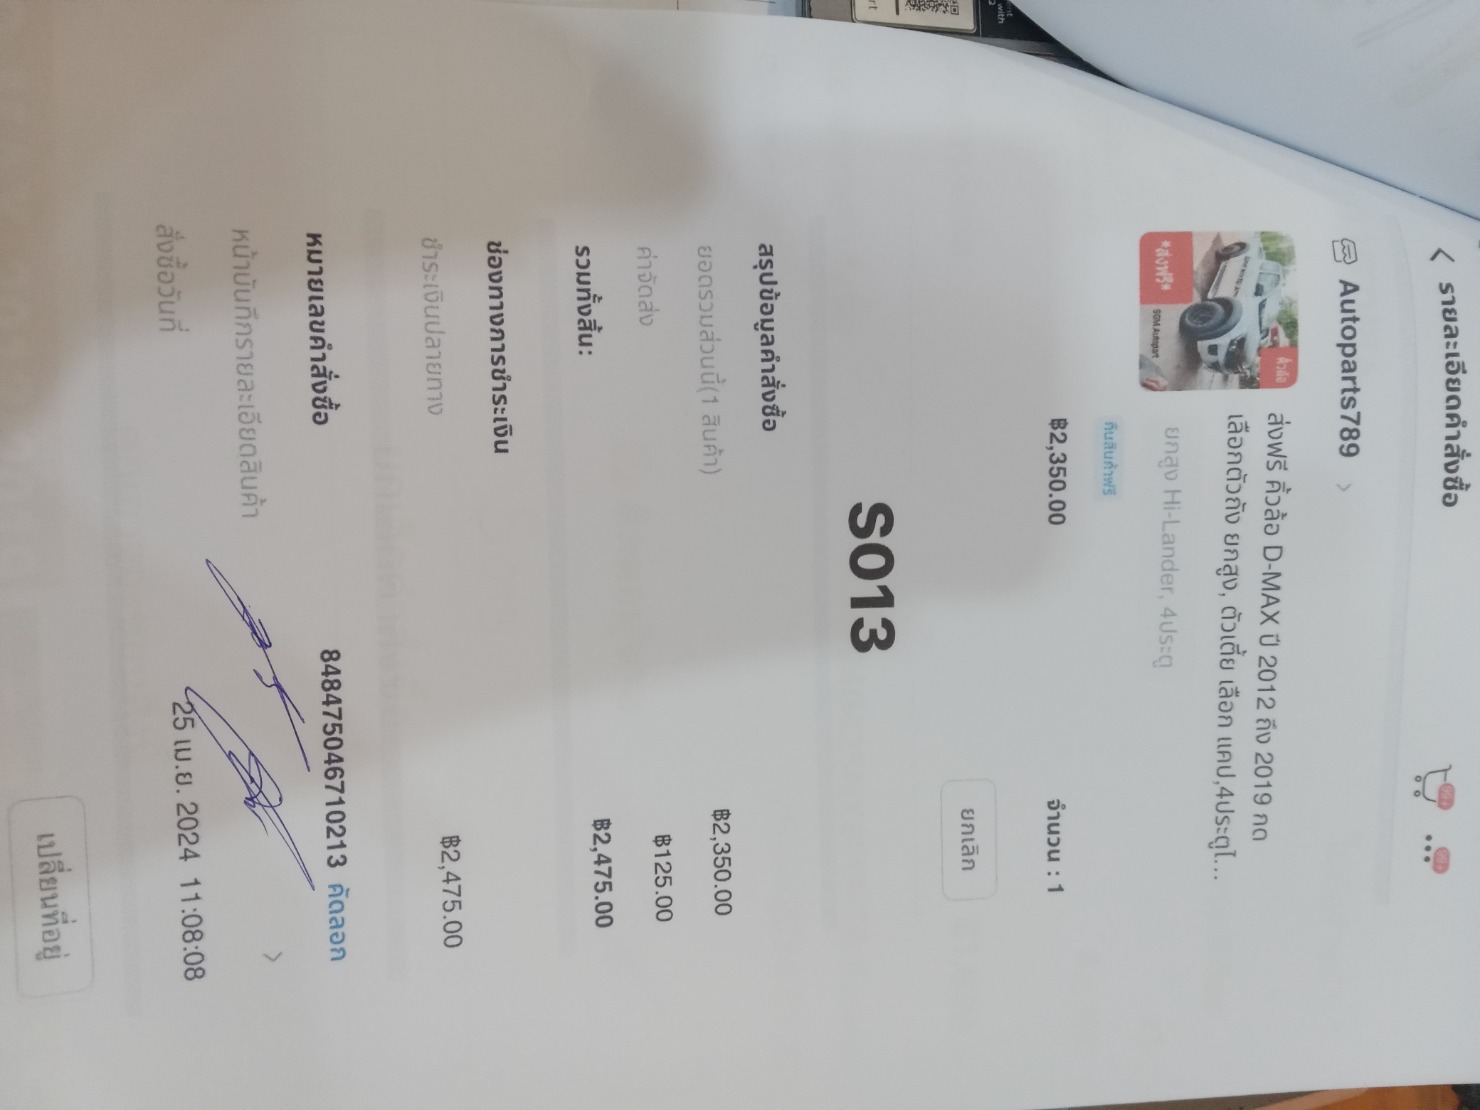 รายละเอียดคำสั่งซื้อ
Autoparts789
คิ้วล้อ
*ส่งฟรี*
SGM Autopart
ส่งฟรี คิ้วล้อ D-MAX ปี 2012 ถึง 2019 กด
เลือกตัวถัง ยกสูง, ตัวเตี้ย เลือก แคป,4ประตูไ...
ยกสูง Hi-Lander, 4ประตู
คืนสินค้าฟรี
฿2,350.00 จำนวน : 1
ยกเลิก
S013
สรุปข้อมูลคำสั่งซื้อ
ยอดรวมส่วนนี้(1 สินค้า) ฿2,350.00
ค่าจัดส่ง ฿125.00
รวมทั้งสิ้น: ฿2,475.00
ช่องทางการชำระเงิน
ชำระเงินปลายทาง ฿2,475.00
หมายเลขคำสั่งซื้อ 848475046710213 คัดลอก
หน้าบันทึกรายละเอียดสินค้า
สั่งซื้อวันที่ 25 เม.ย. 2024 11:08:08
เปลี่ยนที่อยู่